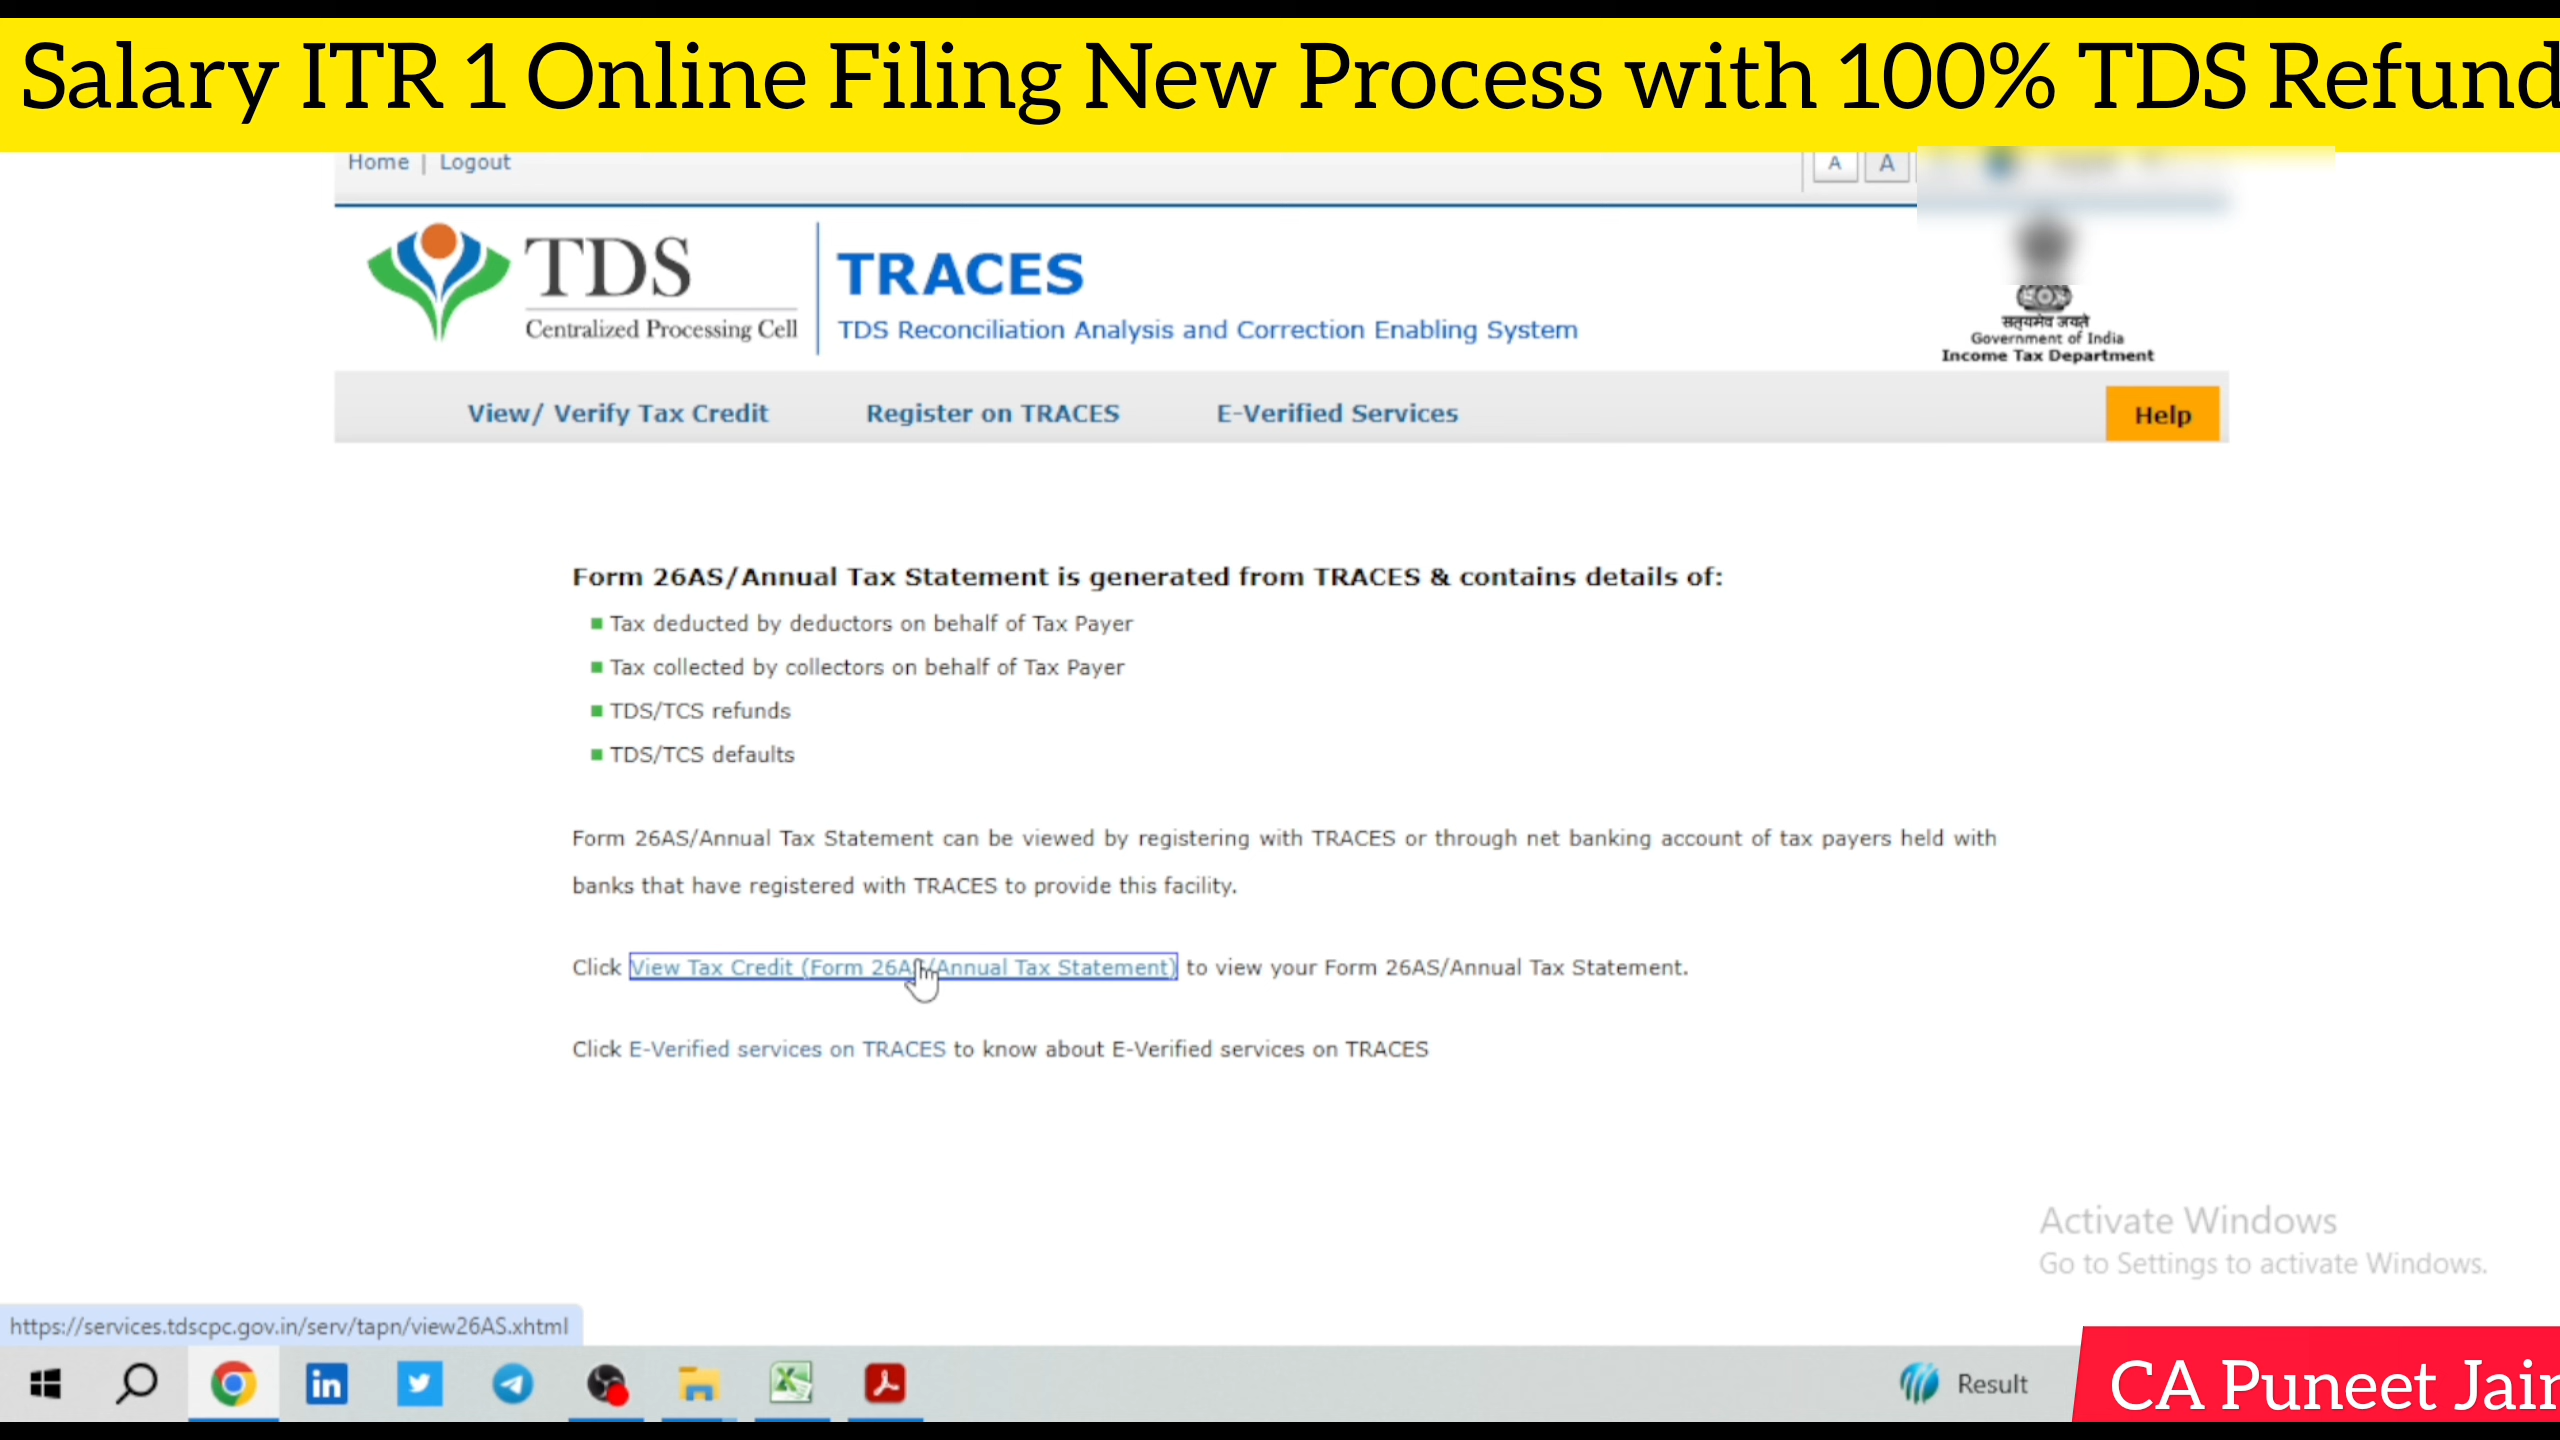 Salary ITR 1 Online Filing New Process with 100% TDS Refund
Home | Logout
A A
TDS
Centralized Processing Cell
TRACES
TDS Reconciliation Analysis and Correction Enabling System
सत्यमेव जयते
Government of India
Income Tax Department
View/ Verify Tax Credit Register on TRACES E-Verified Services Help
Form 26AS/Annual Tax Statement is generated from TRACES & contains details of:
Tax deducted by deductors on behalf of Tax Payer
Tax collected by collectors on behalf of Tax Payer
TDS/TCS refunds
TDS/TCS defaults
Form 26AS/Annual Tax Statement can be viewed by registering with TRACES or through net banking account of tax payers held with
banks that have registered with TRACES to provide this facility.
Click View Tax Credit (Form 26AS/Annual Tax Statement) to view your Form 26AS/Annual Tax Statement.
Click E-Verified services on TRACES to know about E-Verified services on TRACES
Activate Windows
Go to Settings to activate Windows.
https://services.tdscpc.gov.in/serv/tapn/view26AS.xhtml
in
Result
CA Puneet Jain